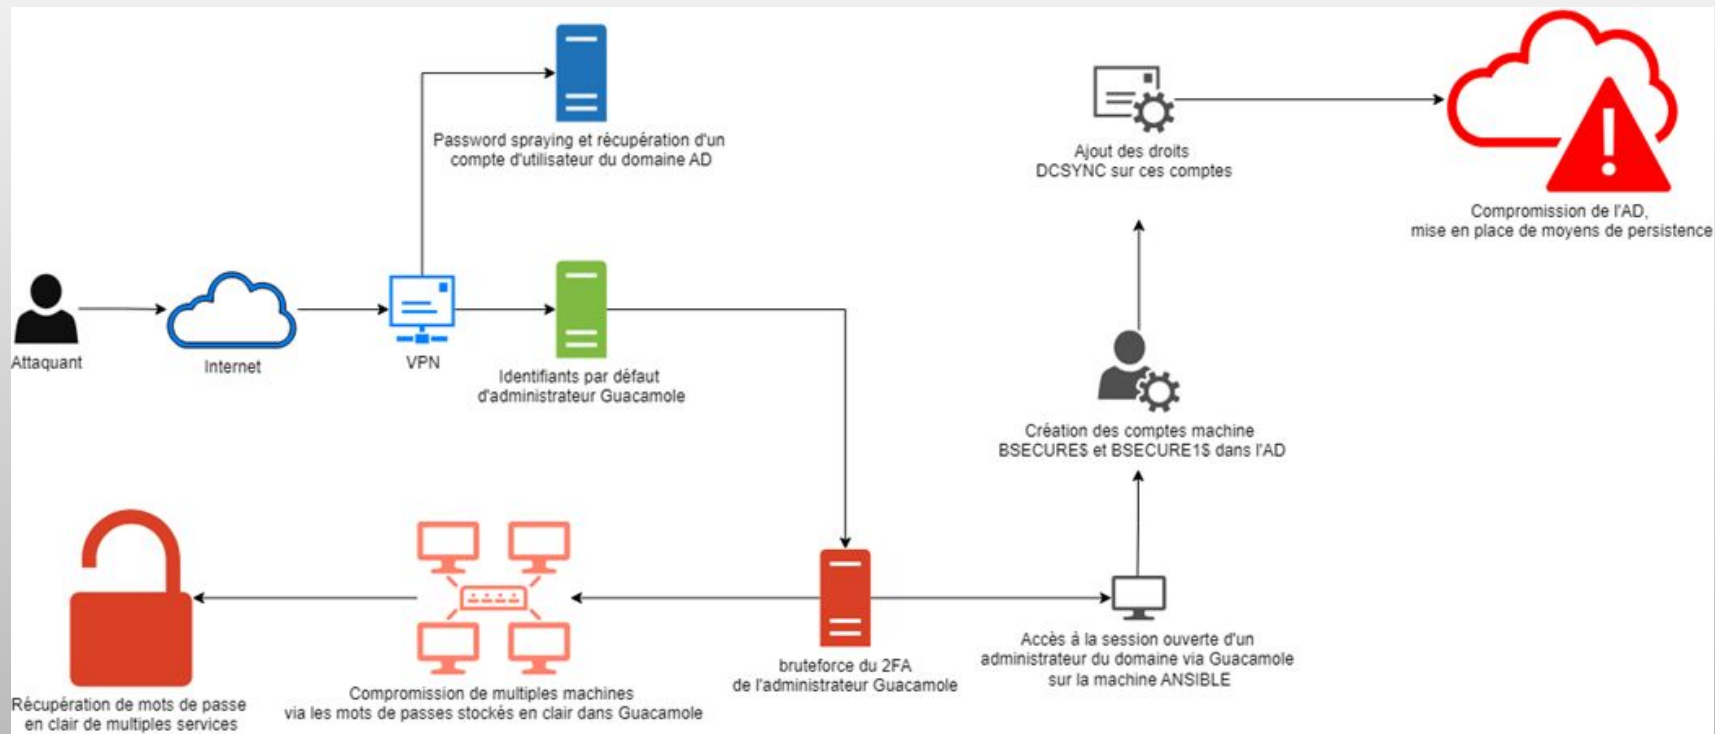 Password spraying et récupération d'un
compte d'utilisateur du domaine AD
Ajout des droits
DCSYNC sur ces comptes
Compromission de l'AD,
mise en place de moyens de persistence
Attaquant
Internet
VPN
Identifiants par défaut
d'administrateur Guacamole
Création des comptes machine
BSECURE$ et BSECURE1$ dans l'AD
Récupération de mots de passe
en clair de multiples services
Compromission de multiples machines
via les mots de passes stockés en clair dans Guacamole
bruteforce du 2FA
de l'administrateur Guacamole
Accès à la session ouverte d'un
administrateur du domaine via Guacamole
sur la machine ANSIBLE